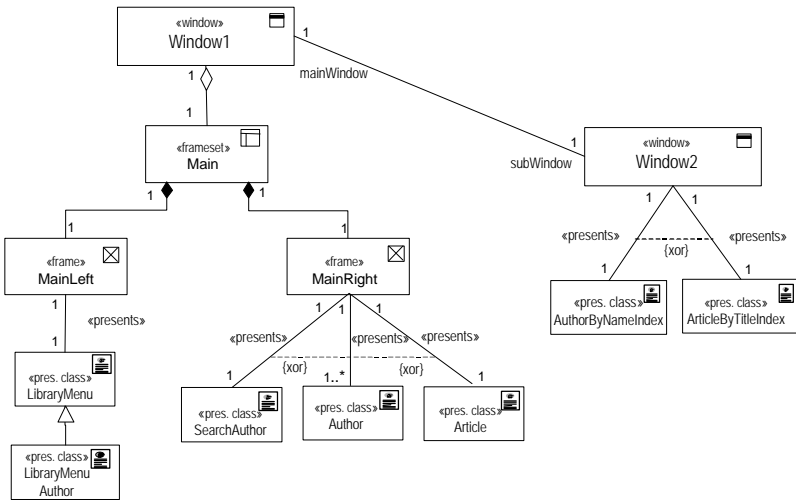 «window»
Window1
1
mainWindow
1
1
1
subWindow
«window»
Window2
«frameset»
Main
1
1
1
1
«presents»
«presents»
{xor}
1
1
1
1
«frame»
MainLeft
«frame»
MainRight
«pres. class»
AuthorByNameIndex
«pres. class»
ArticleByTitleIndex
1
1
1
1
«presents»
«presents»
«presents»
«presents»
1
{xor}
{xor}
1
1..*
1
«pres. class»
LibraryMenu
«pres. class»
SearchAuthor
«pres. class»
Author
«pres. class»
Article
«pres. class»
LibraryMenu
Author